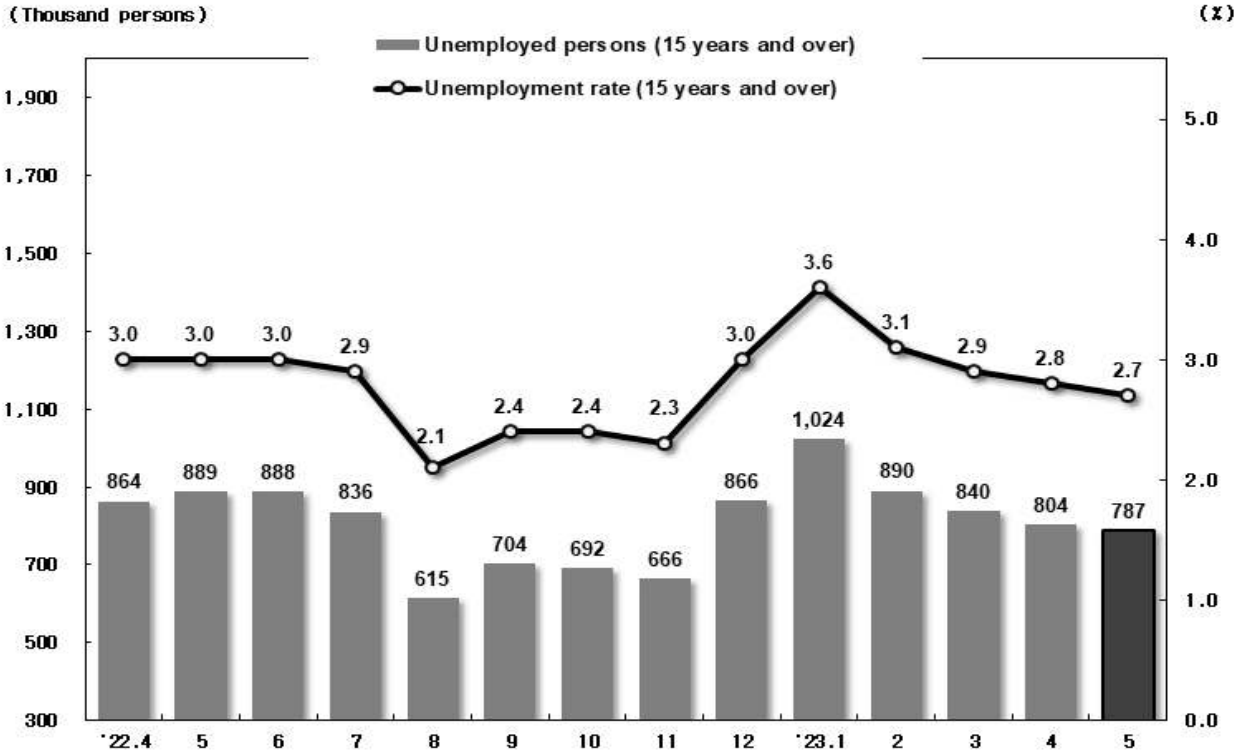 (Thousand persons) (%)
Unemployed persons (15 years and over)
Unemployment rate (15 years and over)
1,900
1,700
1,500
1,300
1,100
900
700
500
300
5.0
4.0
3.0
2.0
1.0
0.0
3.0 3.0 3.0 2.9 2.1 2.4 2.4 2.3 3.0 3.6 3.1 2.9 2.8 2.7
864 889 888 836 615 704 692 666 866 1,024 890 840 804 787
'22.4 5 6 7 8 9 10 11 12 '23.1 2 3 4 5